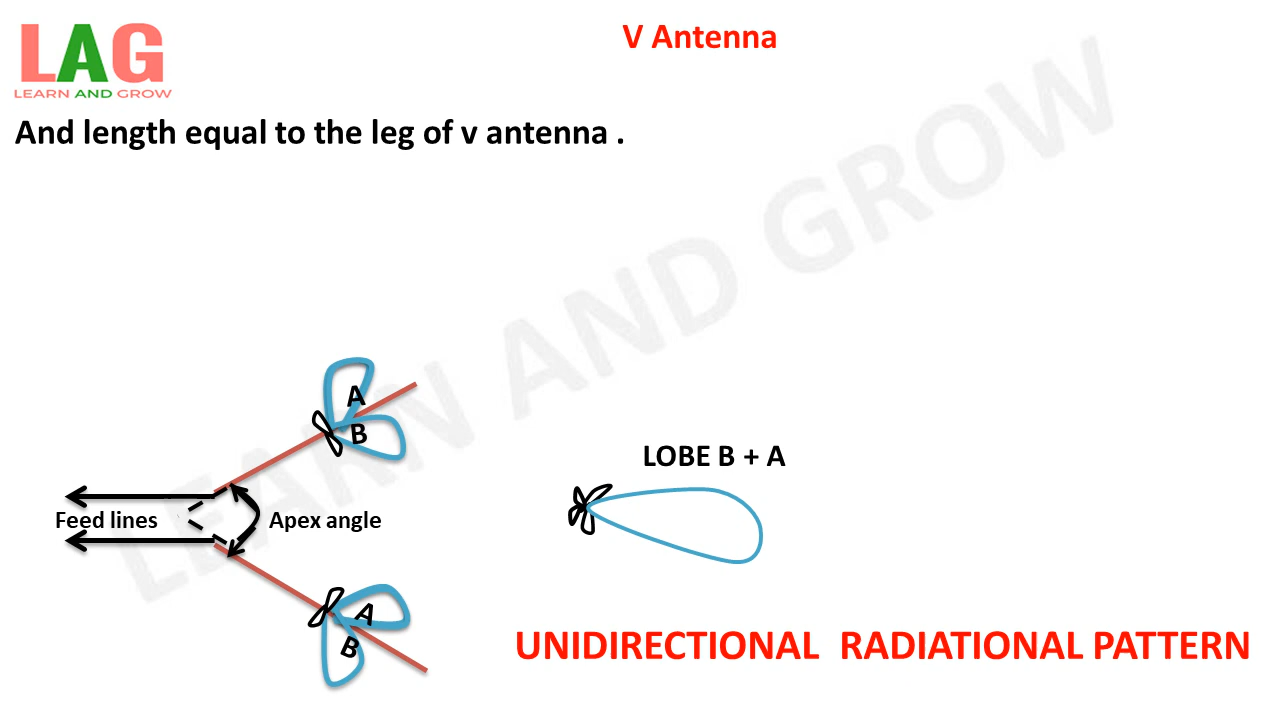 LAG
LEARN AND GROW
V Antenna
And length equal to the leg of v antenna .
LEARN AND GROW
A
B
LOBE B + A
Feed lines
Apex angle
A
B
UNIDIRECTIONAL RADIATIONAL PATTERN